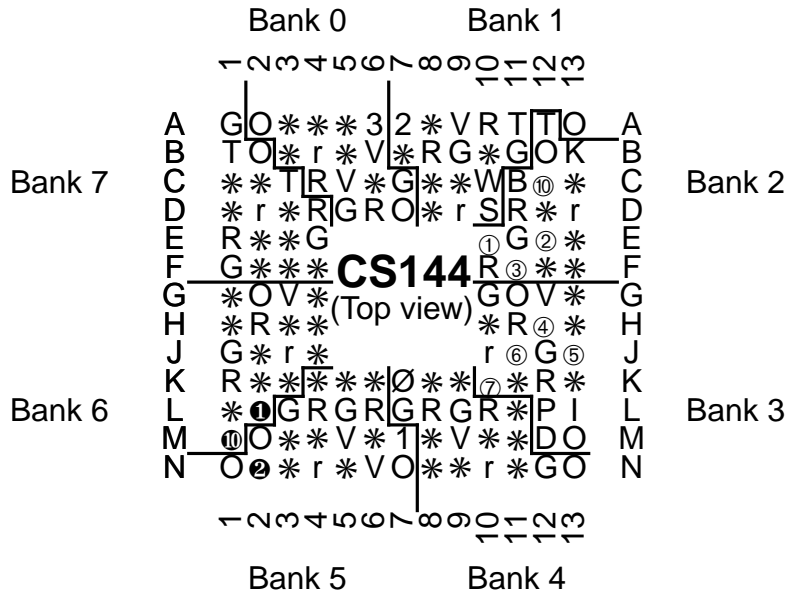 Bank 0 Bank 1
1 2 3 4 5 6 7 8 9 10 11 12 13
A G O * * * 3 2 * V R T T O A
B T O * r * V * R G * G O K B
Bank 7 C * * T R V * G * * W B ⑩ * C Bank 2
D * r * R G R O * r S R * r D
E R * * G ① G ② * E
F G * * * CS144 R ③ * * F
G * O V * (Top view) G O V * G
H * R * * * R ④ * H
J G * r * r ⑥ G ⑤ J
K R * * * * * Ø * * ⑦ * R * K
Bank 6 L * ❶ G R G R G R G R * P I L Bank 3
M ❿ O * * V * 1 * V * * D O M
N O ❷ * r * V O * * r * G O N
1 2 3 4 5 6 7 8 9 10 11 12 13
Bank 5 Bank 4